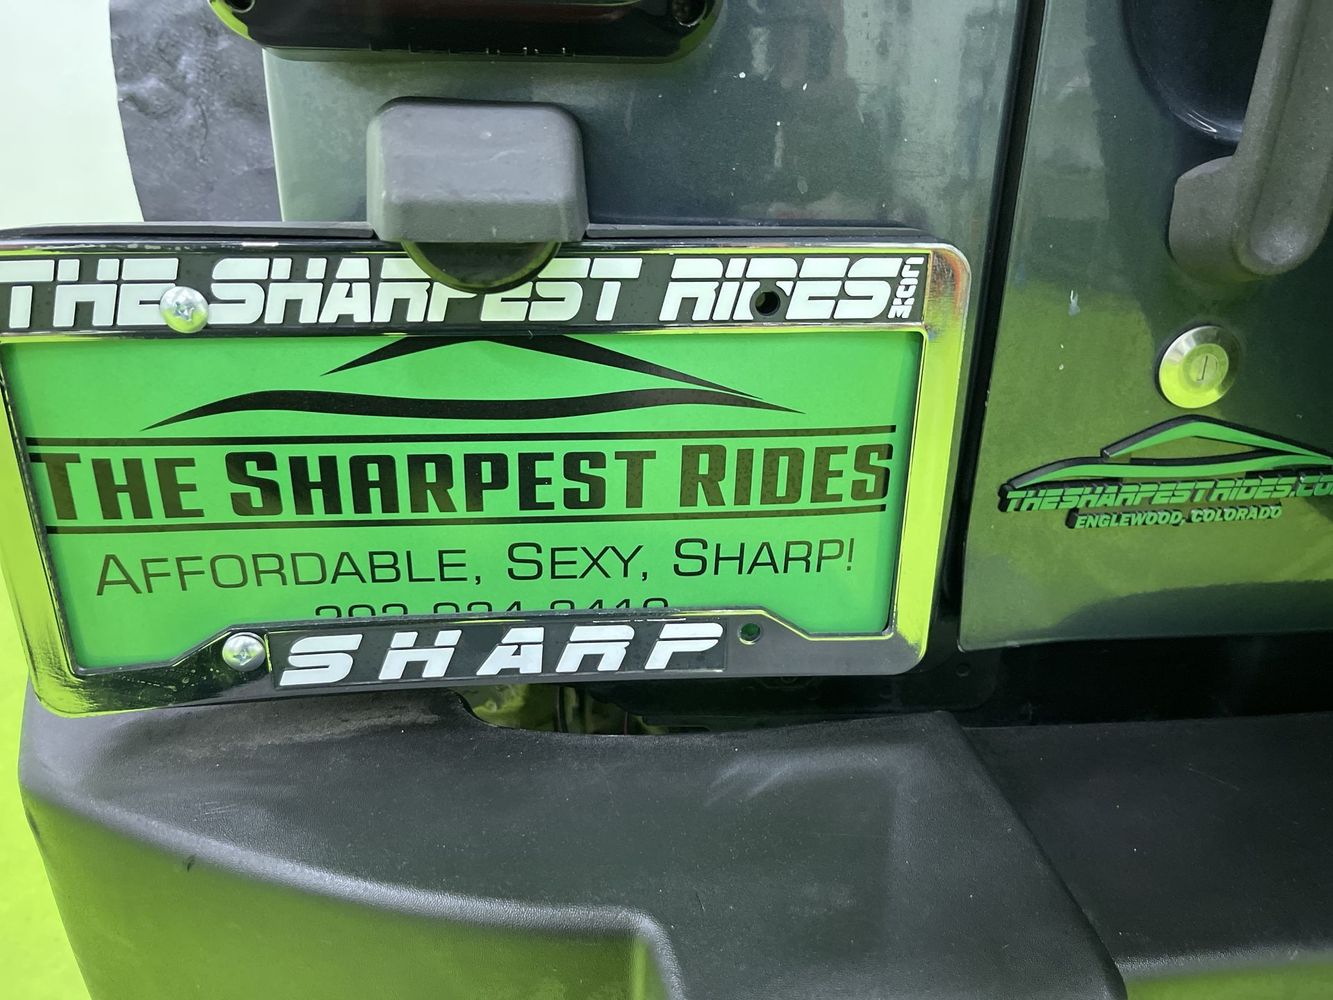 THE SHARPEST RIDES
.COM
THE SHARPEST RIDES
AFFORDABLE, SEXY, SHARP!
SHARP
THESHARPESTRIDES.CO
ENGLEWOOD, COLORADO